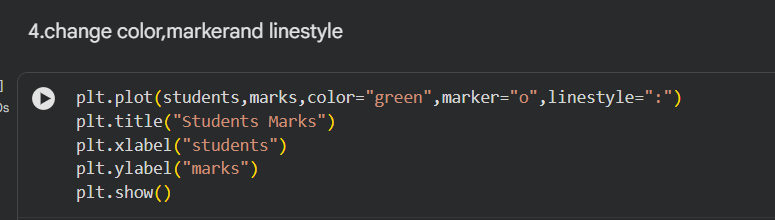 4.change color,markerand linestyle
]
0s
plt.plot(students,marks,color="green",marker="o",linestyle=":")
plt.title("Students Marks")
plt.xlabel("students")
plt.ylabel("marks")
plt.show()